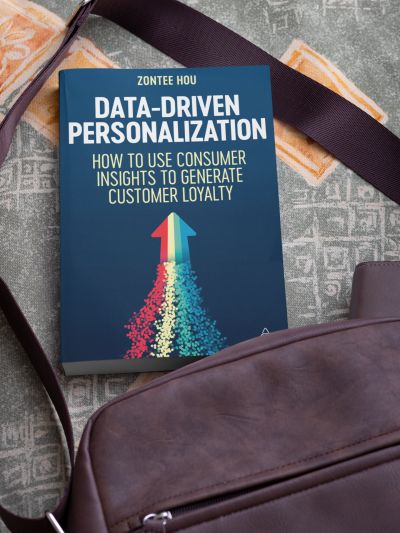 ZONTEE HOU
DATA-DRIVEN
PERSONALIZATION
HOW TO USE CONSUMER
INSIGHTS TO GENERATE
CUSTOMER LOYALTY